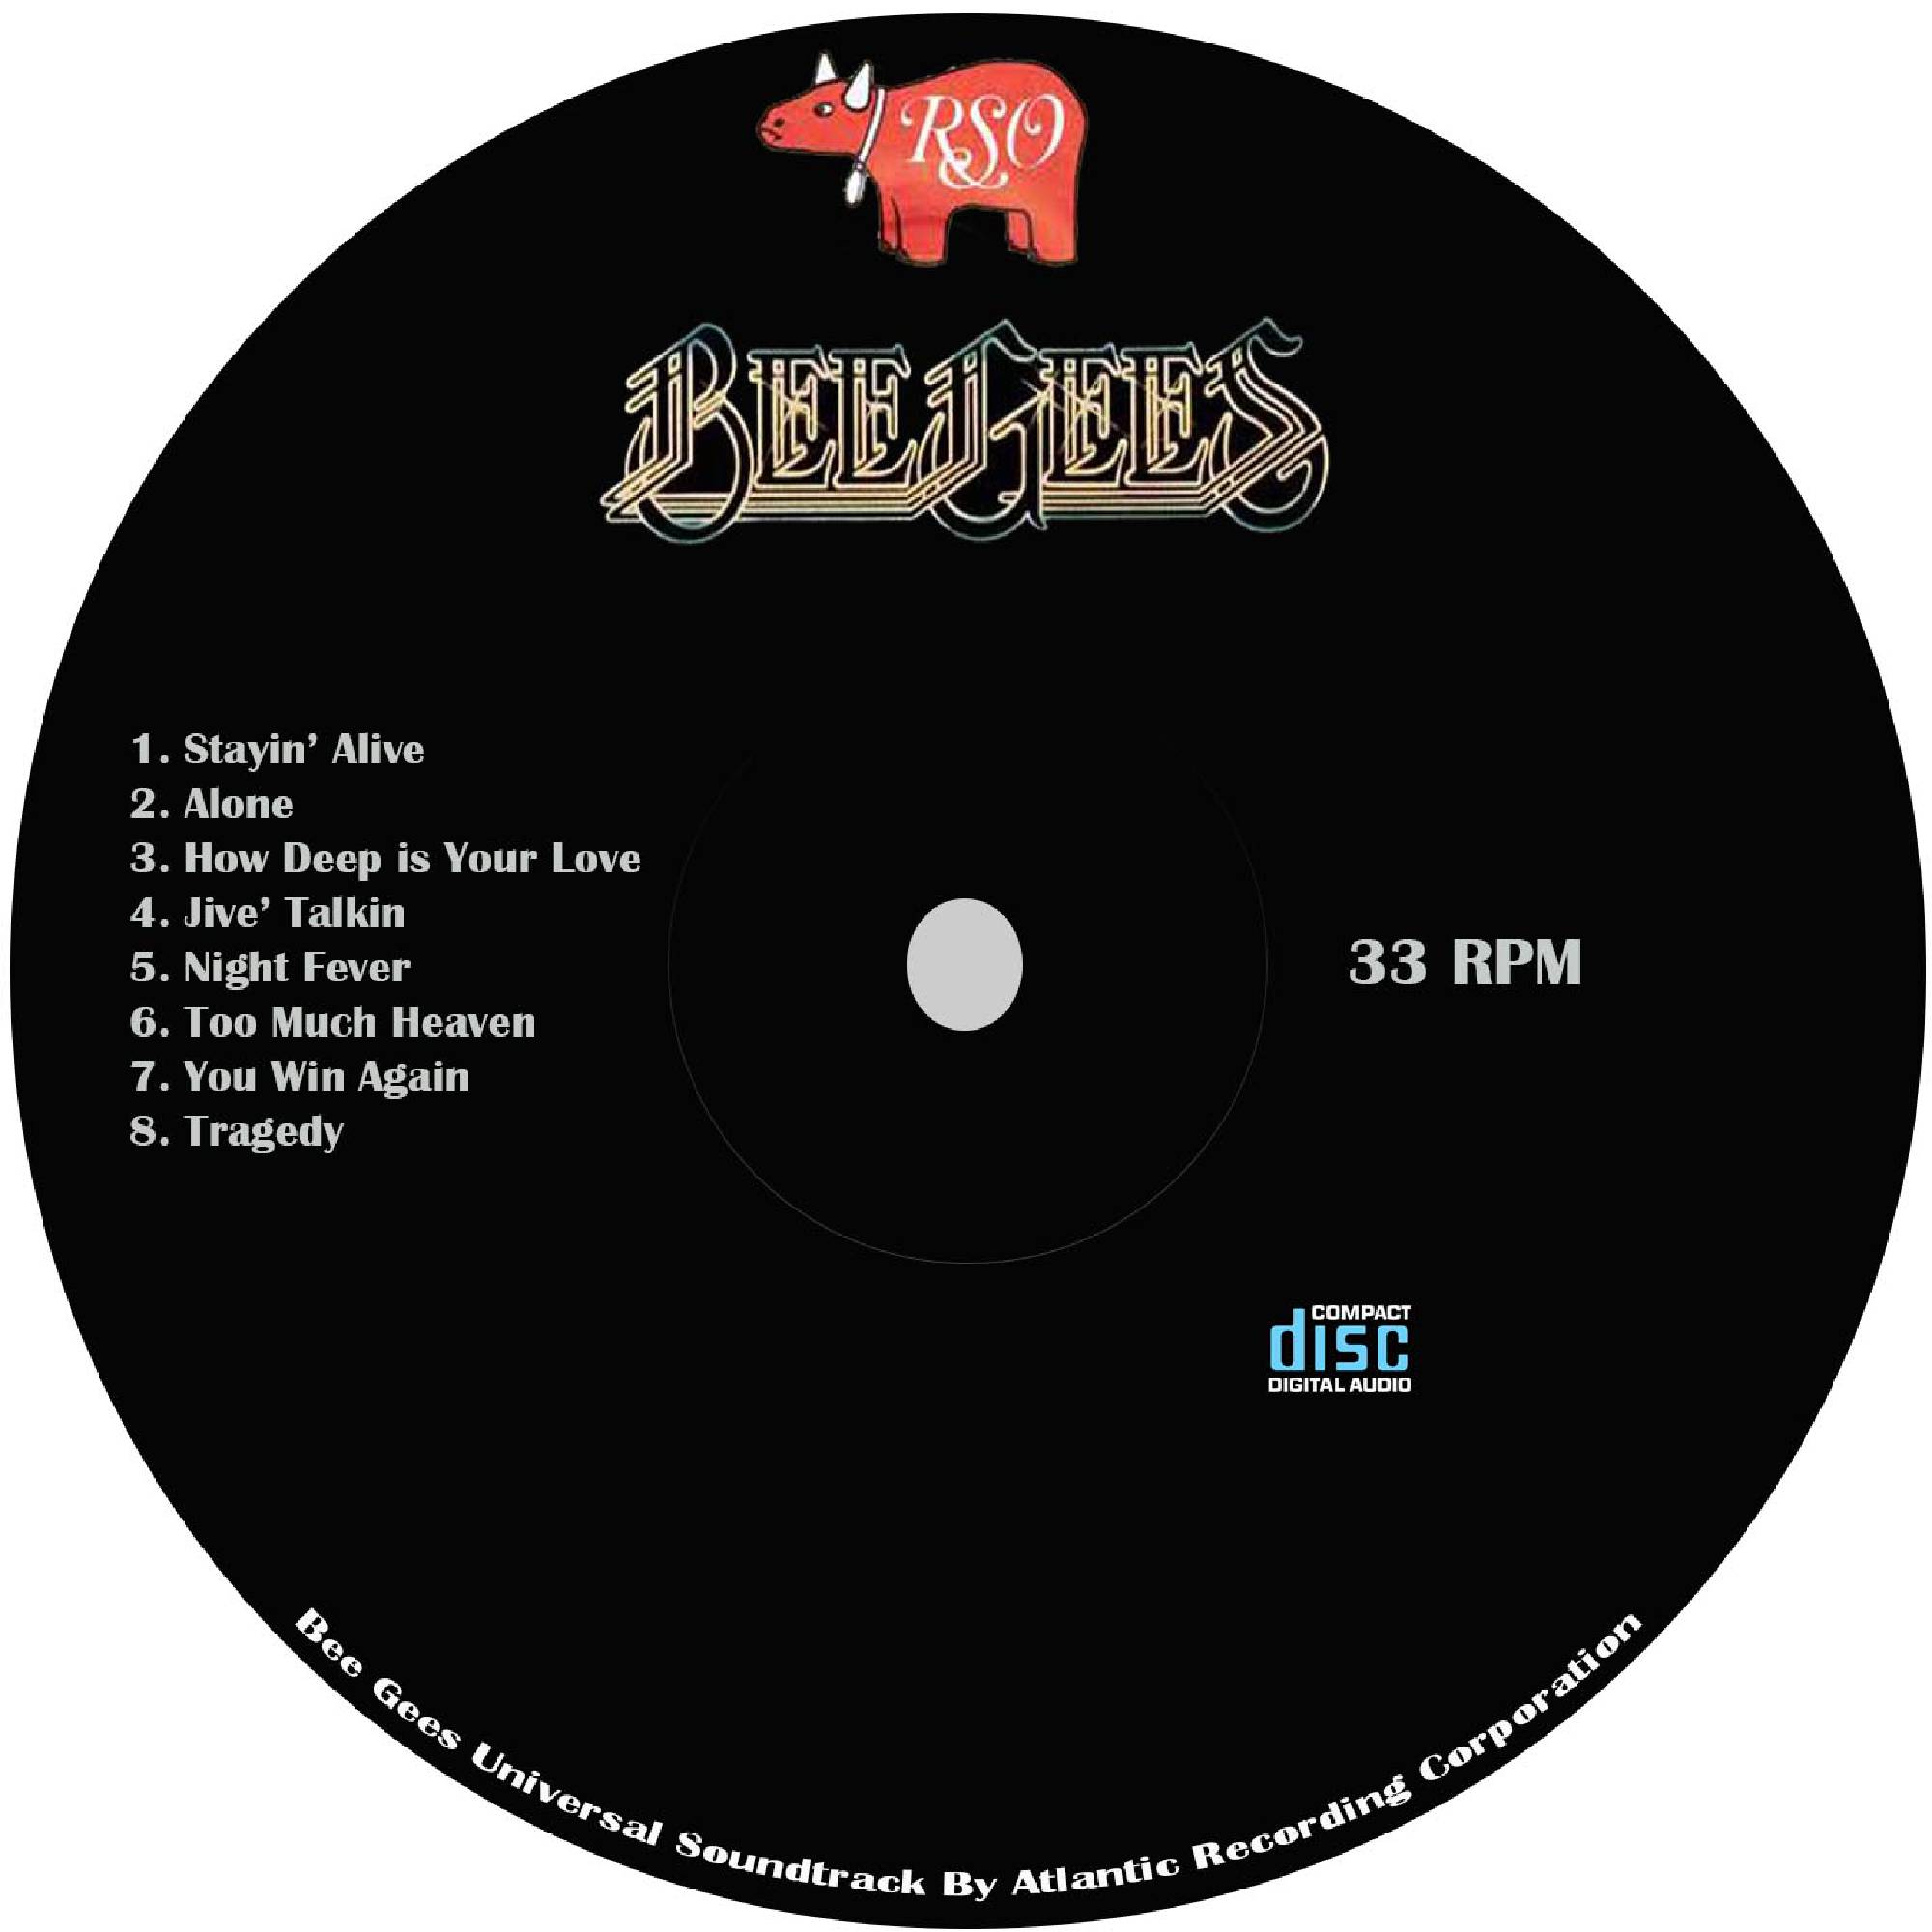 RSO
BEE GEES
1. Stayin’ Alive
2. Alone
3. How Deep is Your Love
4. Jive’ Talkin
5. Night Fever
6. Too Much Heaven
7. You Win Again
8. Tragedy
33 RPM
COMPACT
disc
DIGITAL AUDIO
Bee Gees Universal Soundtrack By Atlantic Recording Corporation